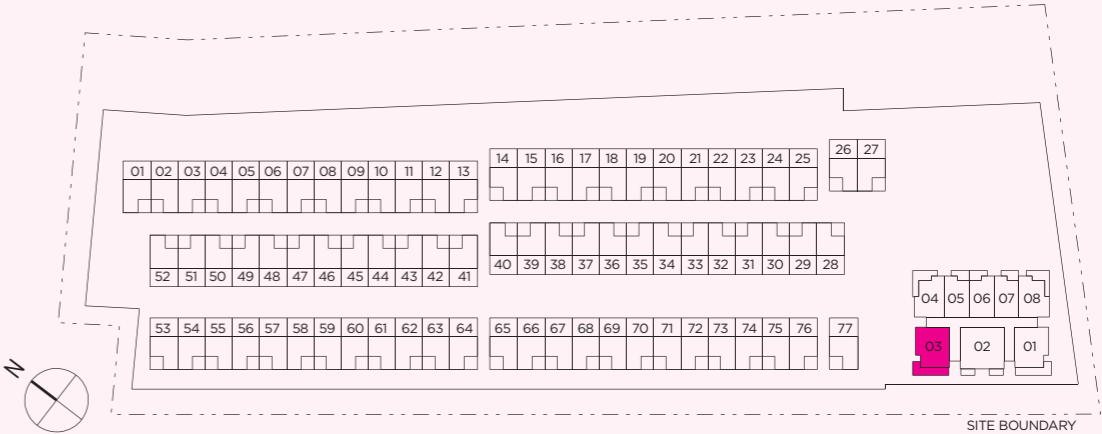 01 02 03 04 05 06 07 08 09 10 11 12 13
14 15 16 17 18 19 20 21 22 23 24 25
26 27
52 51 50 49 48 47 46 45 44 43 42 41
40 39 38 37 36 35 34 33 32 31 30 29 28
53 54 55 56 57 58 59 60 61 62 63 64
65 66 67 68 69 70 71 72 73 74 75 76
77
04 05 06 07 08
03 02 01
N
SITE BOUNDARY